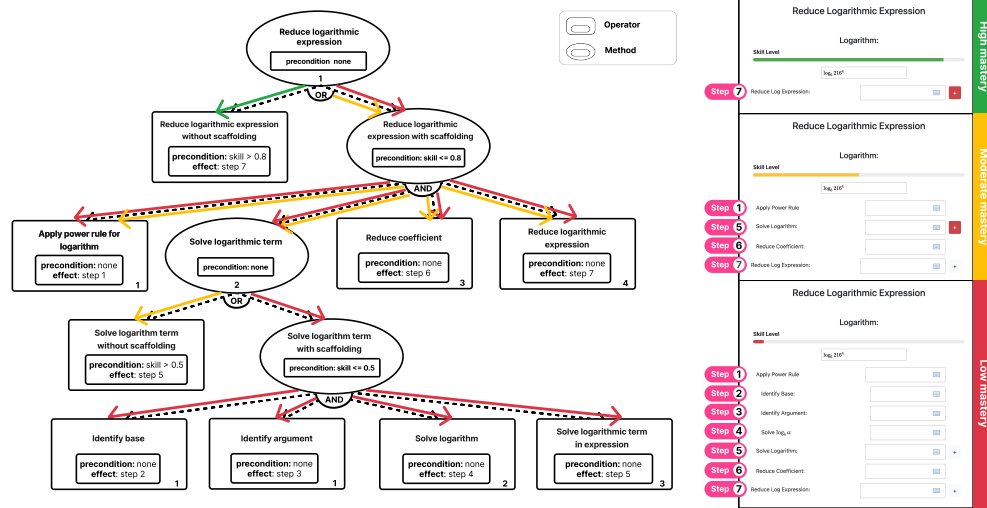 Reduce logarithmic
expression
precondition none
1
OR
Operator
Method
Reduce logarithmic expression
without scaffolding
precondition: skill > 0.8
effect: step 7
Reduce logarithmic
expression with scaffolding
precondition: skill <= 0.8
AND
Apply power rule for
logarithm
precondition: none
effect: step 1
1
Solve logarithmic term
precondition: none
2
OR
Reduce coefficient
precondition: none
effect: step 6
3
Reduce logarithmic
expression
precondition: none
effect: step 7
4
Solve logarithm term
without scaffolding
precondition: skill > 0.5
effect: step 5
Solve logarithm term
with scaffolding
precondition: skill <= 0.5
AND
Identify base
precondition: none
effect: step 2
1
Identify argument
precondition: none
effect: step 3
1
Solve logarithm
precondition: none
effect: step 4
2
Solve logarithmic term
in expression
precondition: none
effect: step 5
3
Reduce Logarithmic Expression
Logarithm:
Skill Level
Step 7
Reduce Log Expression:
+
High mastery
Reduce Logarithmic Expression
Logarithm:
Skill Level
Step 1
Apply Power Rule
Step 5
Solve Logarithm:
+
Step 6
Reduce Coefficient:
Step 7
Reduce Log Expression:
+
Moderate mastery
Reduce Logarithmic Expression
Logarithm:
Skill Level
Step 1
Apply Power Rule
Step 2
Identify Base:
Step 3
Identify Argument:
Step 4
Step 5
Solve Logarithm:
+
Step 6
Reduce Coefficient:
Step 7
Reduce Log Expression:
+
Low mastery